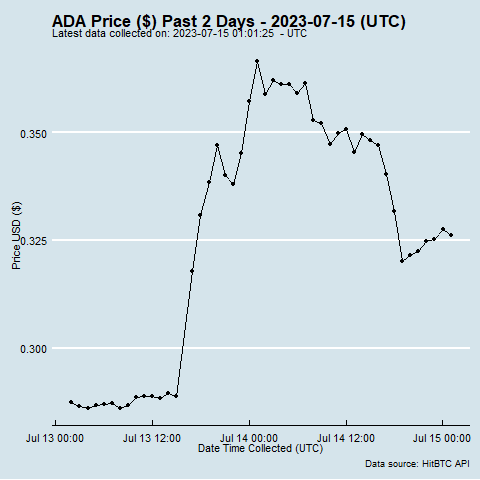 ADA Price ($) Past 2 Days - 2023-07-15 (UTC)
Latest data collected on: 2023-07-15 01:01:25 - UTC
Price USD ($)
0.350
0.325
0.300
Jul 13 00:00 Jul 13 12:00 Jul 14 00:00 Jul 14 12:00 Jul 15 00:00
Date Time Collected (UTC)
Data source: HitBTC API